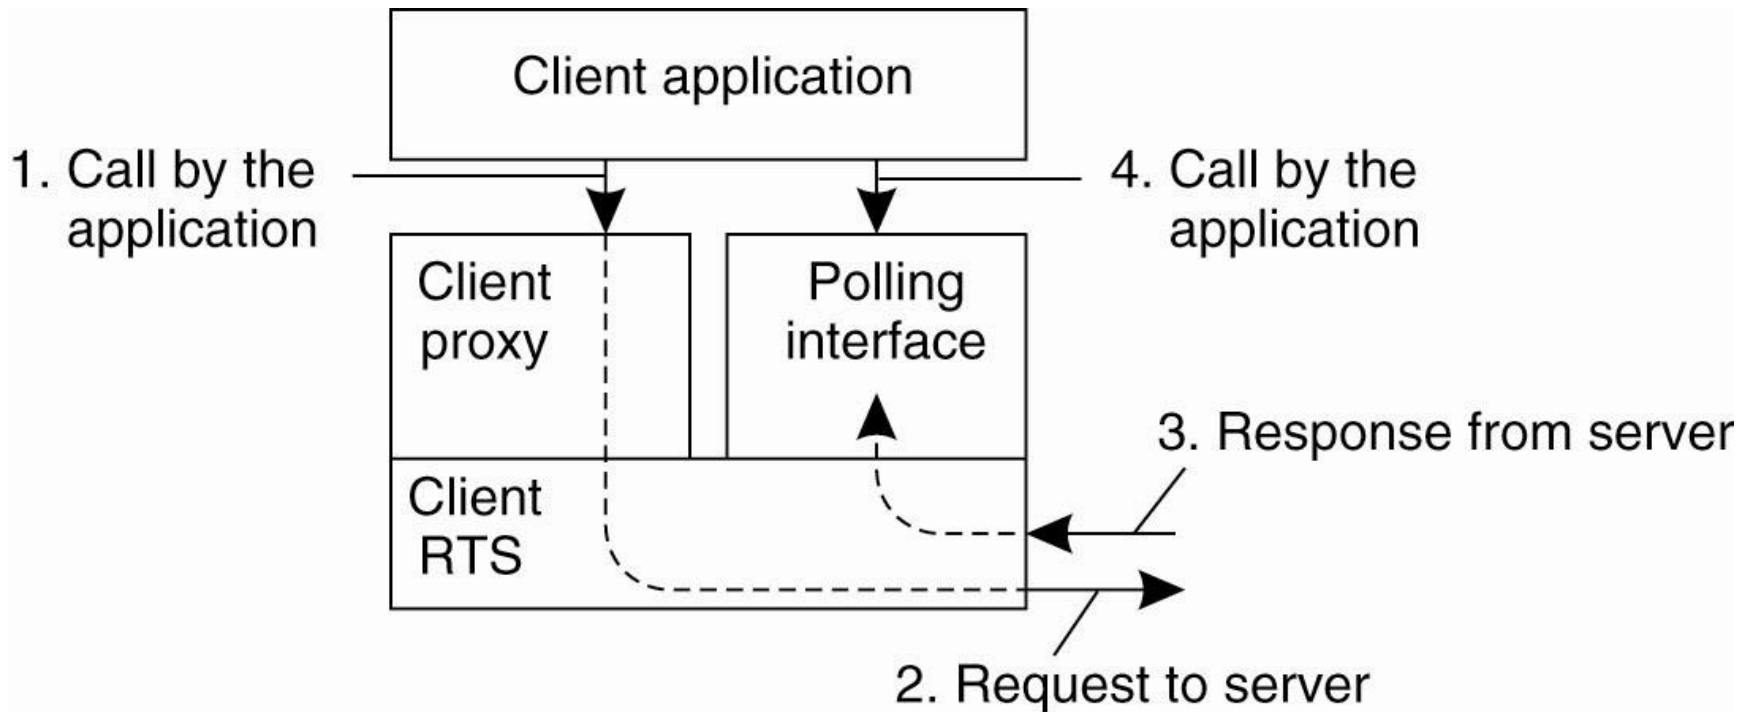 Client application
1. Call by the
application
4. Call by the
application
Client
proxy
Polling
interface
3. Response from server
Client
RTS
2. Request to server